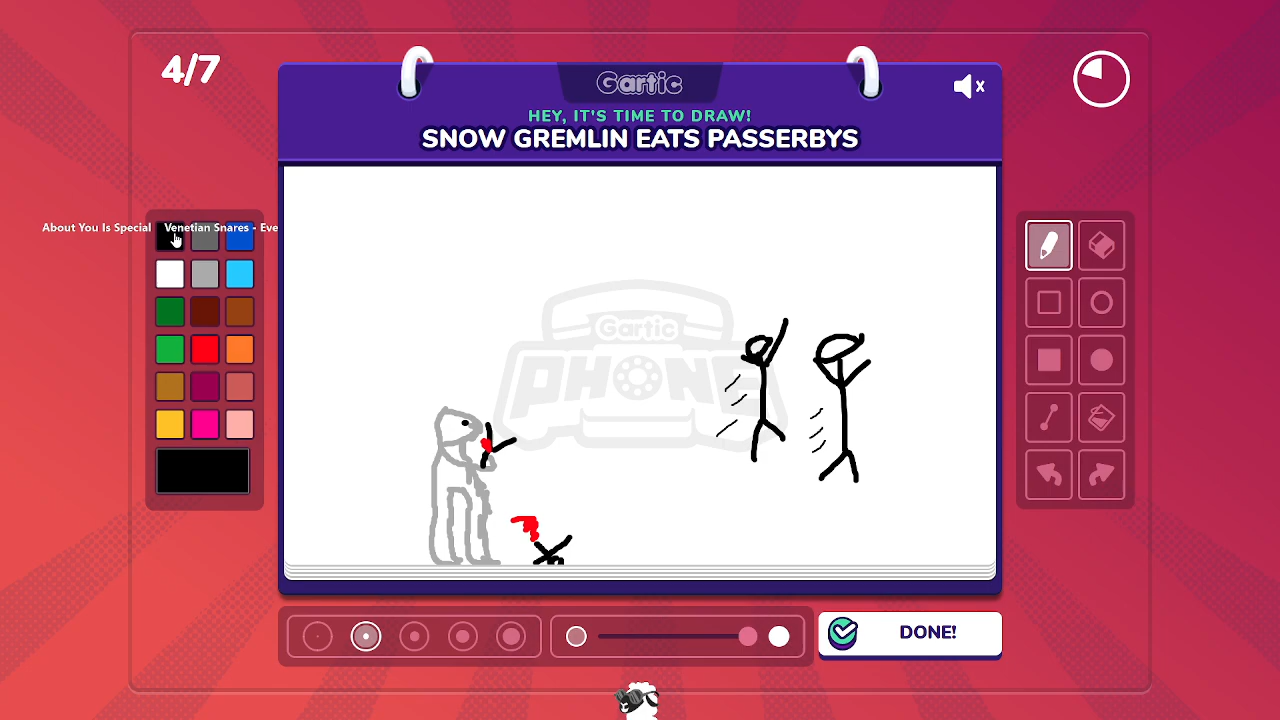 4/7
Gartic
HEY, IT'S TIME TO DRAW!
SNOW GREMLIN EATS PASSERBYS
About You Is Special Venetian Snares - Eve
Gartic
PHONE
DONE!